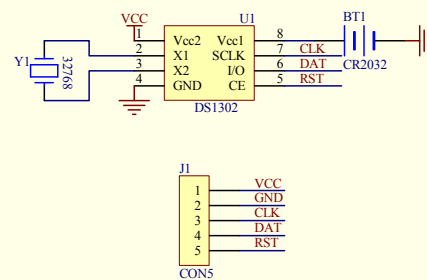 VCC U1 BT1
1 Vcc2 Vcc1 8
2 X1 SCLK 7 CLK
Y1 32768 3 X2 I/O 6 DAT
4 GND CE 5 RST
DS1302 CR2032
J1
1 VCC
2 GND
3 CLK
4 DAT
5 RST
CON5